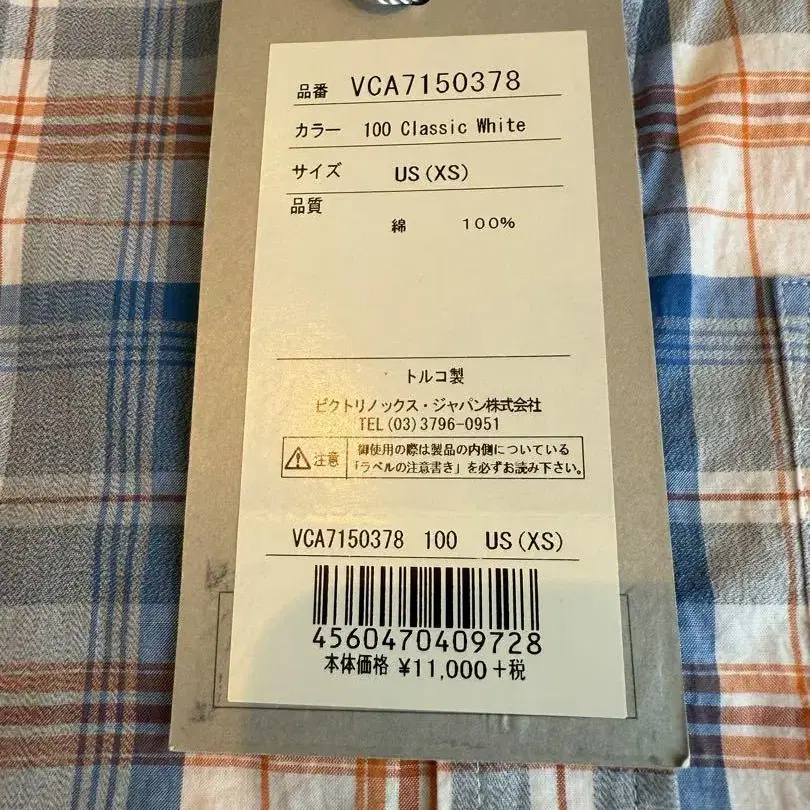 品番 VCA7150378
カラー 100 Classic White
サイズ US(XS)
品質
綿 100%
トルコ製
ビクトリノックス・ジャパン株式会社
TEL(03)3796-0951
注意 御使用の際は製品の内側についている
「ラベルの注意書き」を必ずお読み下さい。
VCA7150378 100 US(XS)
4560470409728
本体価格 ¥11,000+税